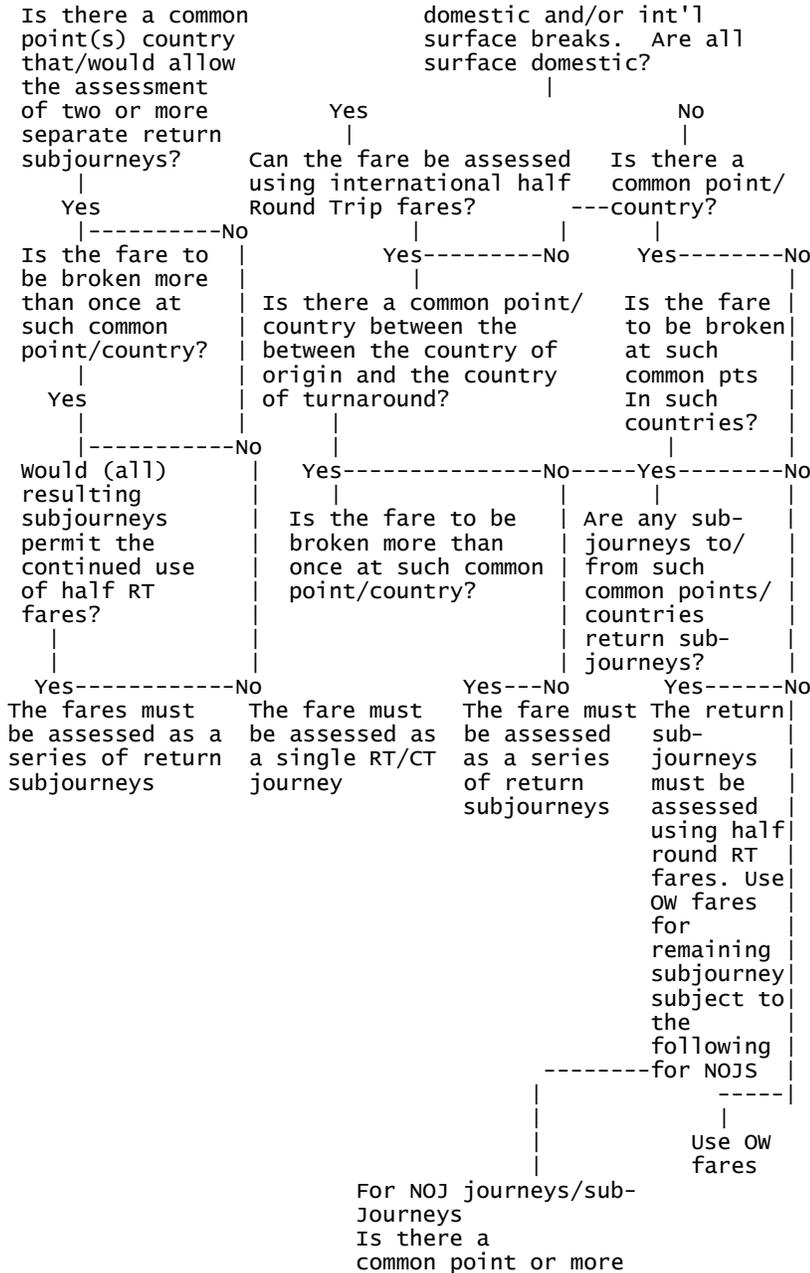 Is there a common            domestic and/or int'l
point(s) country             surface breaks.  Are all
that/would allow             surface domestic?
the assessment                        |
of two or more        Yes                      No
separate return        |                       |
subjourneys?     Can the fare be assessed   Is there a
    |            using international half   common point/
   Yes           Round Trip fares?       ---country?
    |----------No            |         |      |
Is the fare to  |          Yes---------No    Yes--------No
be broken more  |            |                          |
than once at    | Is there a common point/   Is the fare |
such common     | country between the        to be broken|
point/country?  | between the country of     at such     |
    |           | origin and the country     common pts  |
  Yes           | of turnaround?             In such     |
    |           |      |                     countries?  |
    |-----------No     |                        |        |
Would (all)      |   Yes---------------No-----Yes--------No
resulting        |     |                |      |         |
subjourneys      |  Is the fare to be   | Are any sub-   |
permit the       |  broken more than    | journeys to/   |
continued use    |  once at such common | from such      |
of half RT       |  point/country?      | common points/ |
fares?           |                      | countries      |
  |              |                      | return sub-    |
  |              |                      | journeys?      |
 Yes------------No              Yes---No       Yes------No
The fares must    The fare must    The fare must The return|
be assessed as a  be assessed as   be assessed   sub-      |
series of return  a single RT/CT   as a series   journeys  |
subjourneys       journey          of return     must be   |
subjourneys   assessed  |
using half|
round RT  |
fares. Use|
OW fares  |
for       |
remaining |
subjourney|
subject to|
the       |
following |
--------for NOJS  |
|           -----|
|           |
|         Use OW
|         fares
For NOJ journeys/sub-
Journeys
Is there a
common point or more